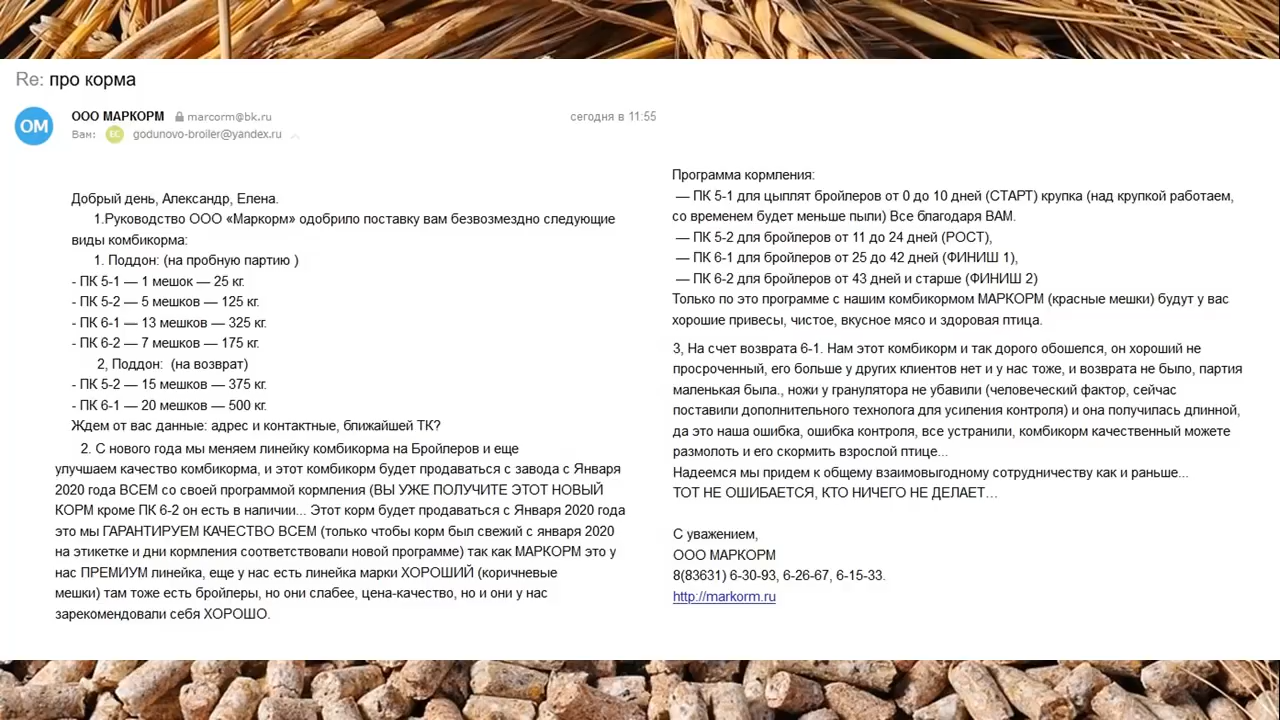 Re: про корма
ОМ
ООО МАРКОРМ marcorm@bk.ru
сегодня в 11:55
Вам: ЕС godunovo-broiler@yandex.ru
Добрый день, Александр, Елена.
1.Руководство ООО «Маркорм» одобрило поставку вам безвозмездно следующие
виды комбикорма:
1. Поддон: (на пробную партию )
- ПК 5-1 — 1 мешок — 25 кг.
- ПК 5-2 — 5 мешков — 125 кг.
- ПК 6-1 — 13 мешков — 325 кг.
- ПК 6-2 — 7 мешков — 175 кг.
2, Поддон: (на возврат)
- ПК 5-2 — 15 мешков — 375 кг.
- ПК 6-1 — 20 мешков — 500 кг.
Ждем от вас данные: адрес и контактные, ближайшей ТК?
2. С нового года мы меняем линейку комбикорма на Бройлеров и еще
улучшаем качество комбикорма, и этот комбикорм будет продаваться с завода с Января
2020 года ВСЕМ со своей программой кормления (ВЫ УЖЕ ПОЛУЧИТЕ ЭТОТ НОВЫЙ
КОРМ кроме ПК 6-2 он есть в наличии... Этот корм будет продаваться с Января 2020 года
это мы ГАРАНТИРУЕМ КАЧЕСТВО ВСЕМ (только чтобы корм был свежий с января 2020
на этикетке и дни кормления соответствовали новой программе) так как МАРКОРМ это у
нас ПРЕМИУМ линейка, еще у нас есть линейка марки ХОРОШИЙ (коричневые
мешки) там тоже есть бройлеры, но они слабее, цена-качество, но и они у нас
зарекомендовали себя ХОРОШО.
Программа кормления:
— ПК 5-1 для цыплят бройлеров от 0 до 10 дней (СТАРТ) крупка (над крупкой работаем,
со временем будет меньше пыли) Все благодаря ВАМ.
— ПК 5-2 для бройлеров от 11 до 24 дней (РОСТ),
— ПК 6-1 для бройлеров от 25 до 42 дней (ФИНИШ 1),
— ПК 6-2 для бройлеров от 43 дней и старше (ФИНИШ 2)
Только по это программе с нашим комбикормом МАРКОРМ (красные мешки) будут у вас
хорошие привесы, чистое, вкусное мясо и здоровая птица.
3, На счет возврата 6-1. Нам этот комбикорм и так дорого обошелся, он хороший не
просроченный, его больше у других клиентов нет и у нас тоже, и возврата не было, партия
маленькая была., ножи у гранулятора не убавили (человеческий фактор, сейчас
поставили дополнительного технолога для усиления контроля) и она получилась длинной,
да это наша ошибка, ошибка контроля, все устранили, комбикорм качественный можете
размолоть и его скормить взрослой птице...
Надеемся мы придем к общему взаимовыгодному сотрудничеству как и раньше...
ТОТ НЕ ОШИБАЕТСЯ, КТО НИЧЕГО НЕ ДЕЛАЕТ…
С уважением,
ООО МАРКОРМ
8(83631) 6-30-93, 6-26-67, 6-15-33.
http://markorm.ru